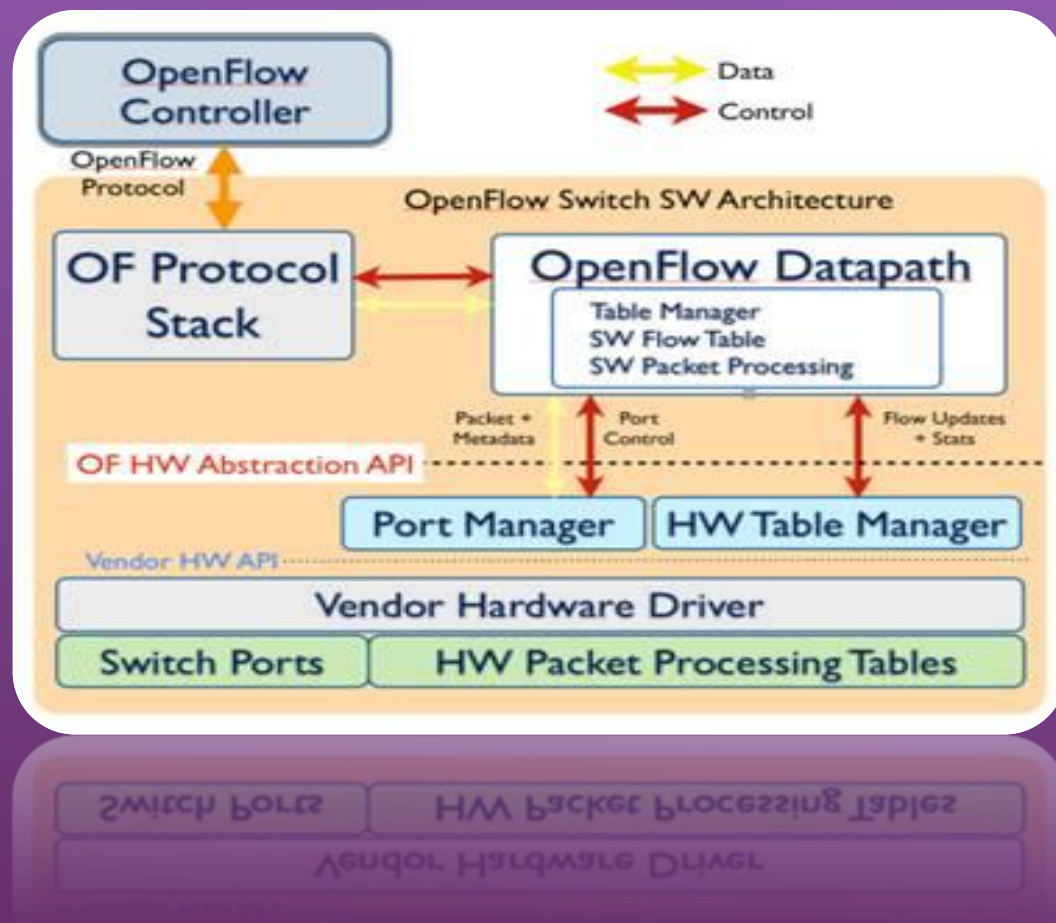 OpenFlow
Controller
Data
Control
OpenFlow
Protocol
OpenFlow Switch SW Architecture
OF Protocol
Stack
OpenFlow Datapath
Table Manager
SW Flow Table
SW Packet Processing
Packet +
Metadata
Port
Control
Flow Updates
+ Stats
OF HW Abstraction API
Port Manager
HW Table Manager
Vendor HW API
Vendor Hardware Driver
Switch Ports
HW Packet Processing Tables